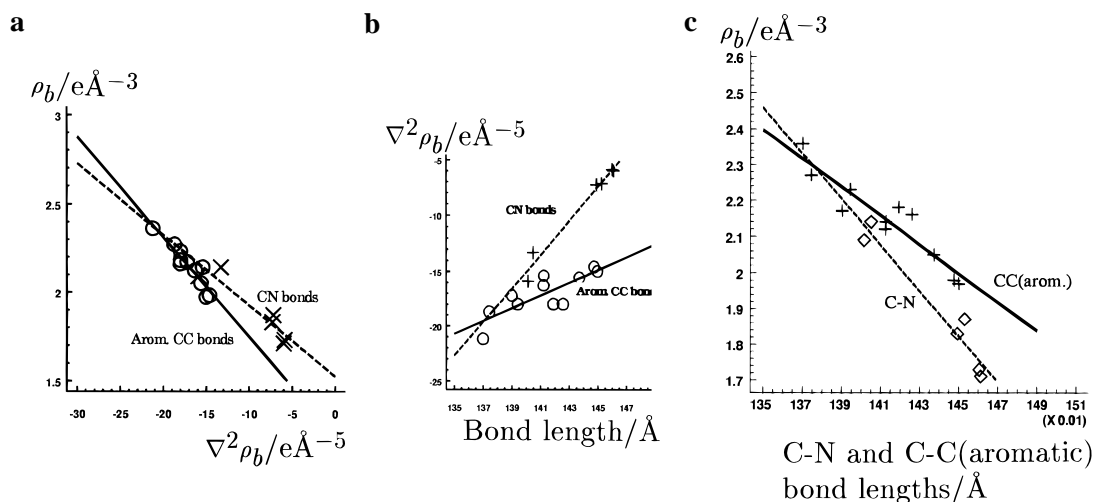 a
ρb/eÅ−3
3
2.5
2
1.5
CN bonds
Arom. CC bonds
-30 -25 -20 -15 -10 -5 0
∇2ρb/eÅ−5
b
∇2ρb/eÅ−5
-5
-10
-15
-20
-25
CN bonds
Arom. CC bon
135 137 139 141 143 145 147
Bond length/Å
c
ρb/eÅ−3
2.6
2.5
2.4
2.3
2.2
2.1
2
1.9
1.8
1.7
CC(arom.)
C-N
135 137 139 141 143 145 147 149 151
(X 0.01)
C-N and C-C(aromatic)
bond lengths/Å